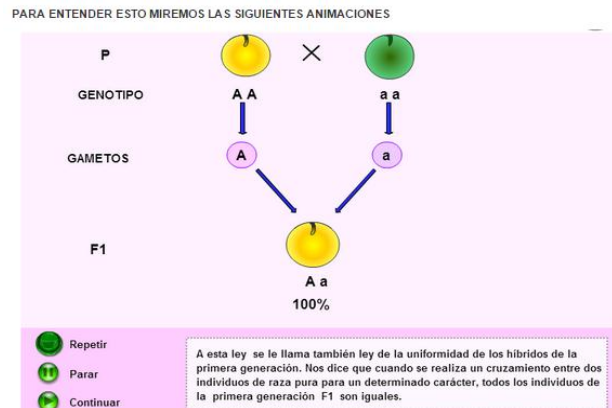 PARA ENTENDER ESTO MIREMOS LAS SIGUIENTES ANIMACIONES
P
X
GENOTIPO
A A
a a
GAMETOS
A
a
F1
A a
100%
Repetir
Parar
Continuar
A esta ley se le llama también ley de la uniformidad de los híbridos de la
primera generación. Nos dice que cuando se realiza un cruzamiento entre dos
individuos de raza pura para un determinado carácter, todos los individuos de
la primera generación F1 son iguales.